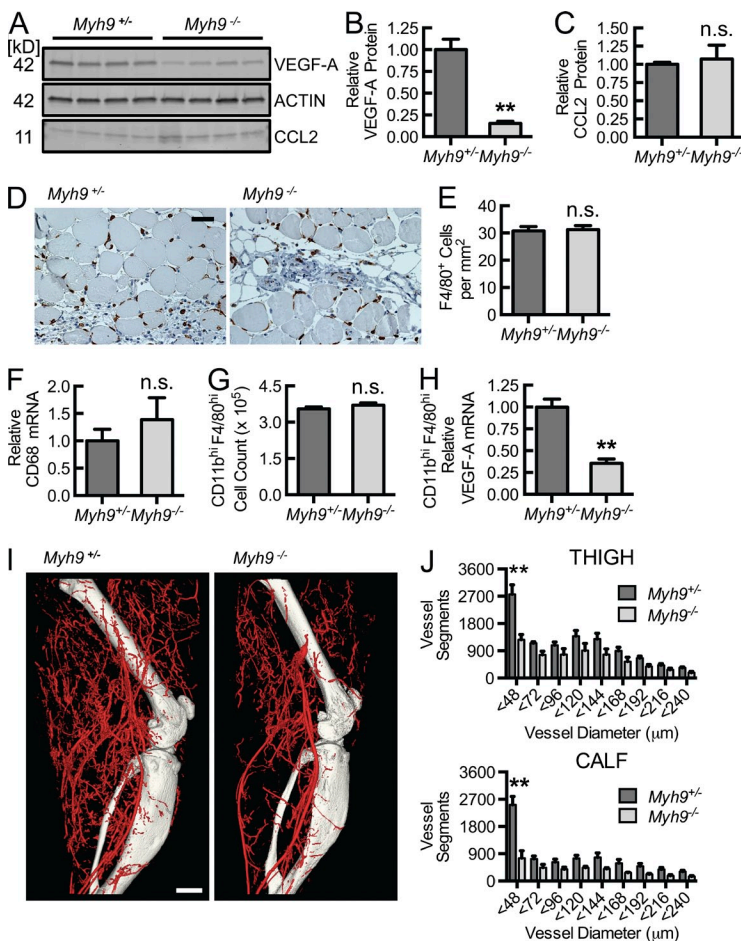 A
Myh9 +/-
Myh9 -/-
[kD]
42
VEGF-A
42
ACTIN
11
CCL2
B
Relative
VEGF-A Protein
1.25
1.00
0.75
0.50
0.25
0.00
**
Myh9+/- Myh9-/-
C
Relative
CCL2 Protein
1.50
1.25
1.00
0.75
0.50
0.25
0.00
n.s.
Myh9+/- Myh9-/-
D
Myh9 +/-
Myh9 -/-
E
F4/80+ Cells
per mm2
40
30
20
10
0
n.s.
Myh9+/- Myh9-/-
F
Relative
CD68 mRNA
2.0
1.5
1.0
0.5
0.0
n.s.
Myh9+/- Myh9-/-
G
CD11bhi F4/80hi
Cell Count (x 105)
4.5
3.0
1.5
0.0
n.s.
Myh9+/- Myh9-/-
H
CD11bhi F4/80hi
Relative
VEGF-A mRNA
1.25
1.00
0.75
0.50
0.25
0.00
**
Myh9+/- Myh9-/-
I
Myh9 +/-
Myh9 -/-
J
THIGH
Vessel
Segments
3600
2700
1800
900
0
**
Myh9+/-
Myh9-/-
<48 <72 <96 <120 <144 <168 <192 <216 <240
Vessel Diameter (μm)
CALF
Vessel
Segments
3600
2700
1800
900
0
**
Myh9+/-
Myh9-/-
<48 <72 <96 <120 <144 <168 <192 <216 <240
Vessel Diameter (μm)